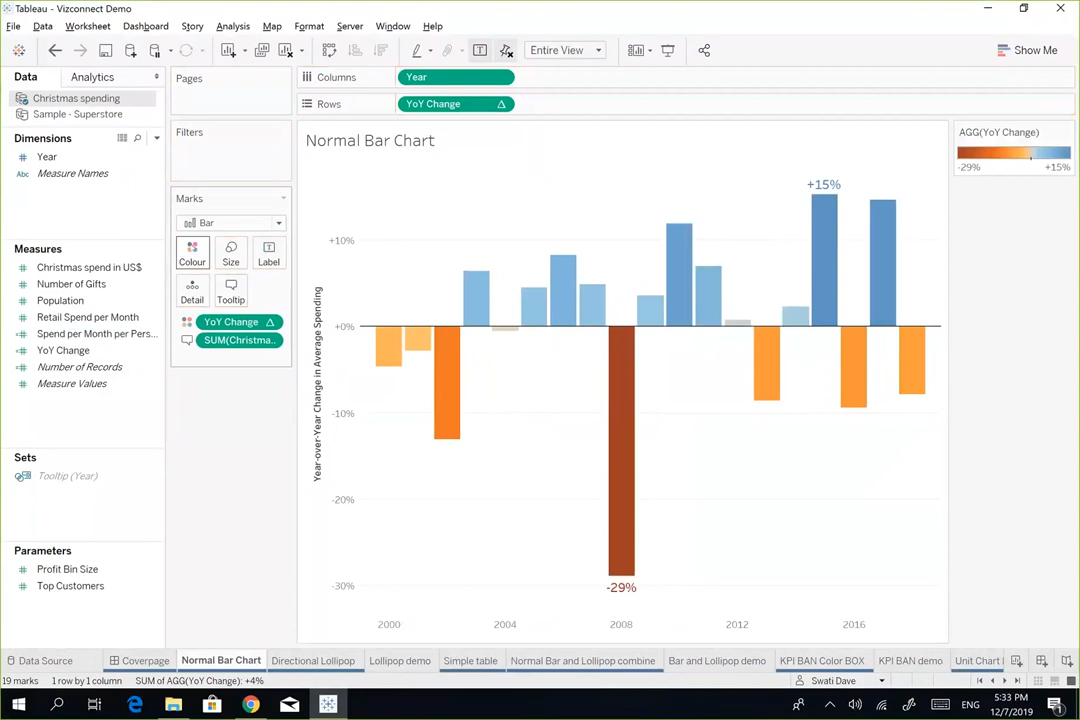 Tableau - Vizconnect Demo
File Data Worksheet Dashboard Story Analysis Map Format Server Window Help
Entire View
Show Me
Data Analytics
Christmas spending
Sample - Superstore
Dimensions
Year
Abc Measure Names
Measures
Christmas spend in US$
Number of Gifts
Population
Retail Spend per Month
Spend per Month per Pers...
YoY Change
Number of Records
Measure Values
Sets
Tooltip (Year)
Parameters
Profit Bin Size
Top Customers
Pages
Filters
Marks
Bar
Colour Size Label
Detail Tooltip
YoY Change
SUM(Christma..
Columns Year
Rows YoY Change
Normal Bar Chart
+15%
+10%
+0%
-10%
-20%
-30%
-29%
Year-over-Year Change in Average Spending
2000 2004 2008 2012 2016
AGG(YoY Change)
-29% +15%
Data Source Coverpage Normal Bar Chart Directional Lollipop Lollipop demo Simple table Normal Bar and Lollipop combine Bar and Lollipop demo KPI BAN Color BOX KPI BAN demo Unit Chart
19 marks 1 row by 1 column SUM of AGG(YoY Change): +4% Swati Dave
ENG
5:33 PM
12/7/2019
1